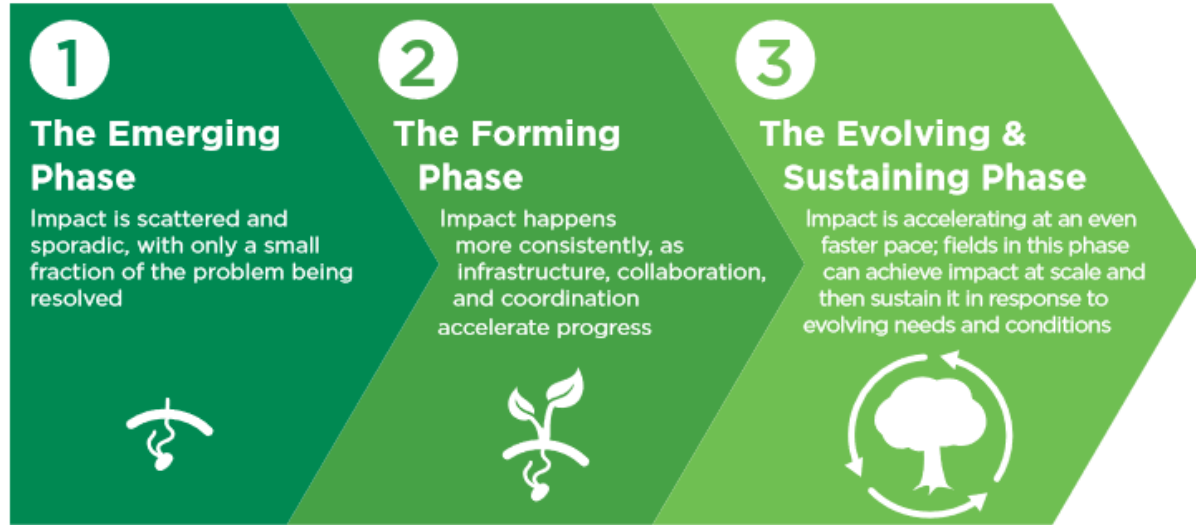 1
The Emerging
Phase
Impact is scattered and
sporadic, with only a small
fraction of the problem being
resolved
2
The Forming
Phase
Impact happens
more consistently, as
infrastructure, collaboration,
and coordination
accelerate progress
3
The Evolving &
Sustaining Phase
Impact is accelerating at an even
faster pace; fields in this phase
can achieve impact at scale and
then sustain it in response to
evolving needs and conditions